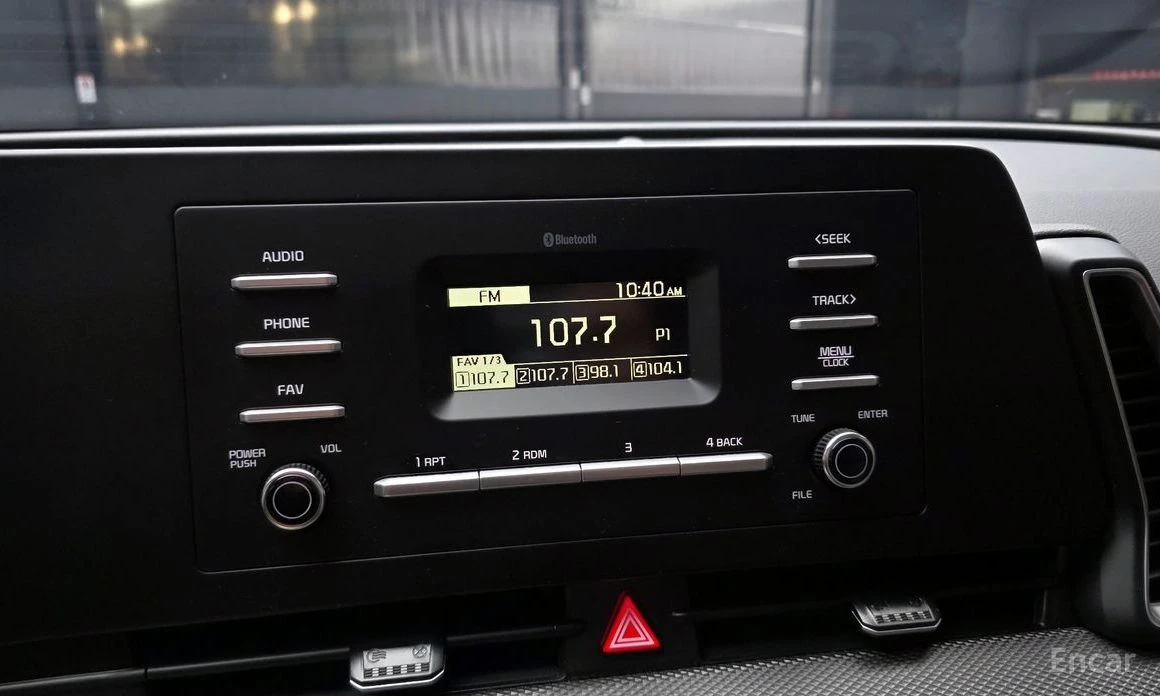 Bluetooth
AUDIO
PHONE
FAV
POWER
PUSH
VOL
FM 10:40 AM
107.7 P1
FAV 1/3
1 107.7 2 107.7 3 98.1 4 104.1
1 RPT
2 RDM
3
4 BACK
<SEEK
TRACK>
MENU
CLOCK
TUNE
ENTER
FILE
Encar